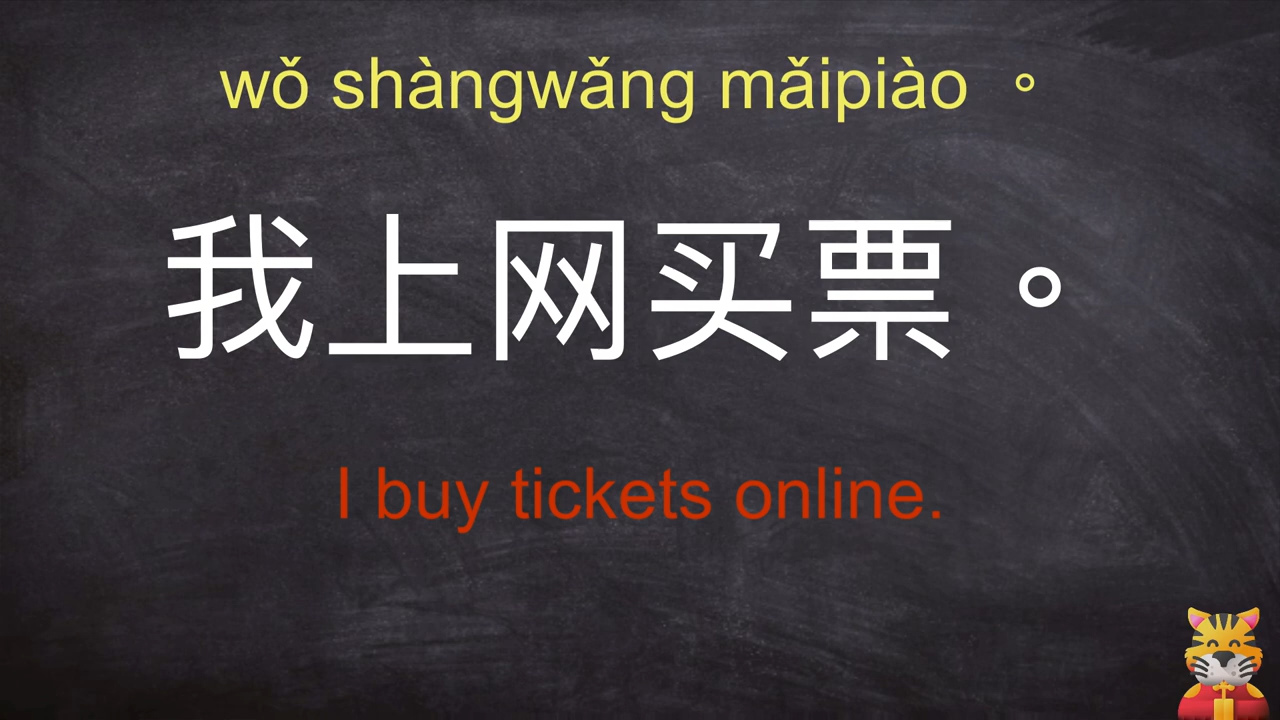 wǒ shàngwǎng mǎipiào 。
我上网买票。
I buy tickets online.